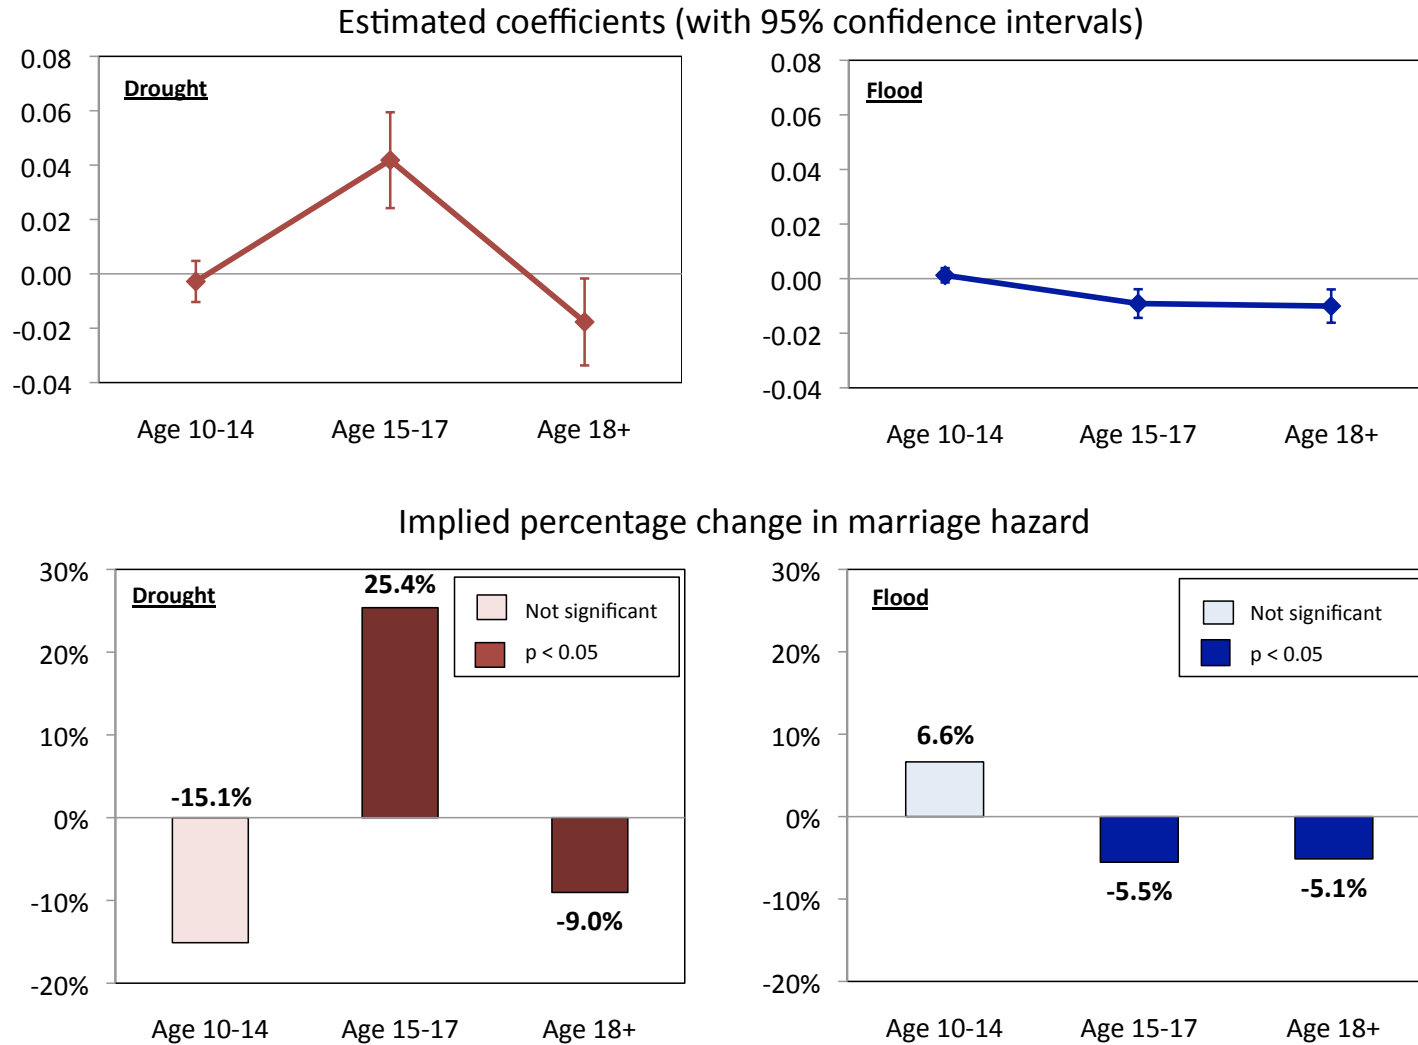 Estimated coefficients (with 95% confidence intervals)
Drought
0.08
0.06
0.04
0.02
0.00
-0.02
-0.04
Age 10-14 Age 15-17 Age 18+
Flood
0.08
0.06
0.04
0.02
0.00
-0.02
-0.04
Age 10-14 Age 15-17 Age 18+
Implied percentage change in marriage hazard
Drought
30%
20%
10%
0%
-10%
-20%
25.4%
-15.1%
-9.0%
Not significant
p < 0.05
Age 10-14 Age 15-17 Age 18+
Flood
30%
20%
10%
0%
-10%
-20%
Not significant
p < 0.05
6.6%
-5.5%
-5.1%
Age 10-14 Age 15-17 Age 18+